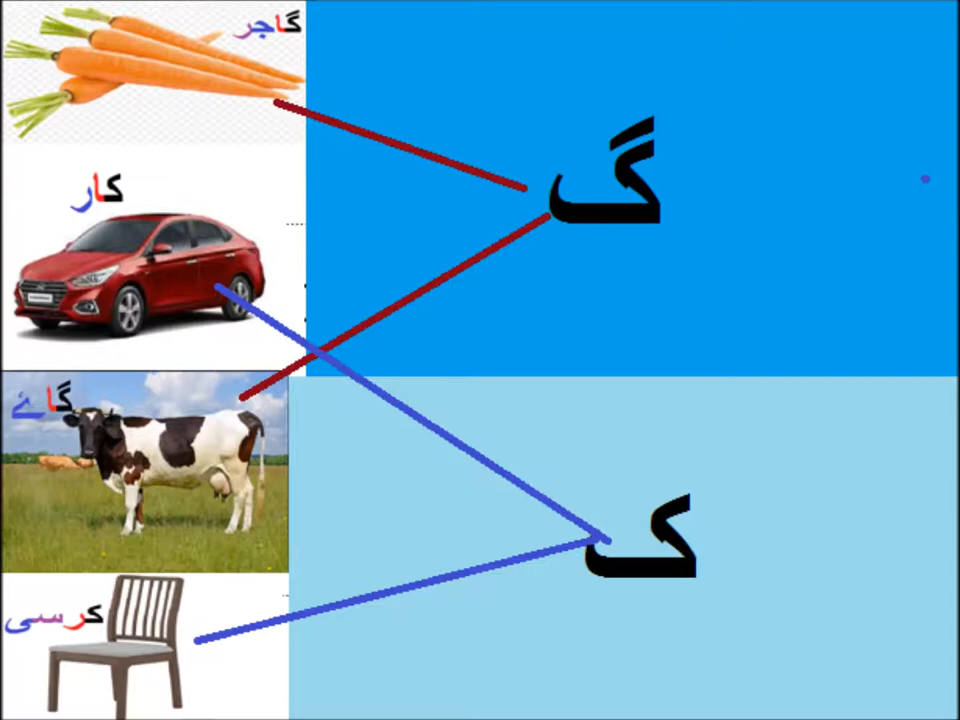 گاجر
گ
کار
گائے
ک
کرسی